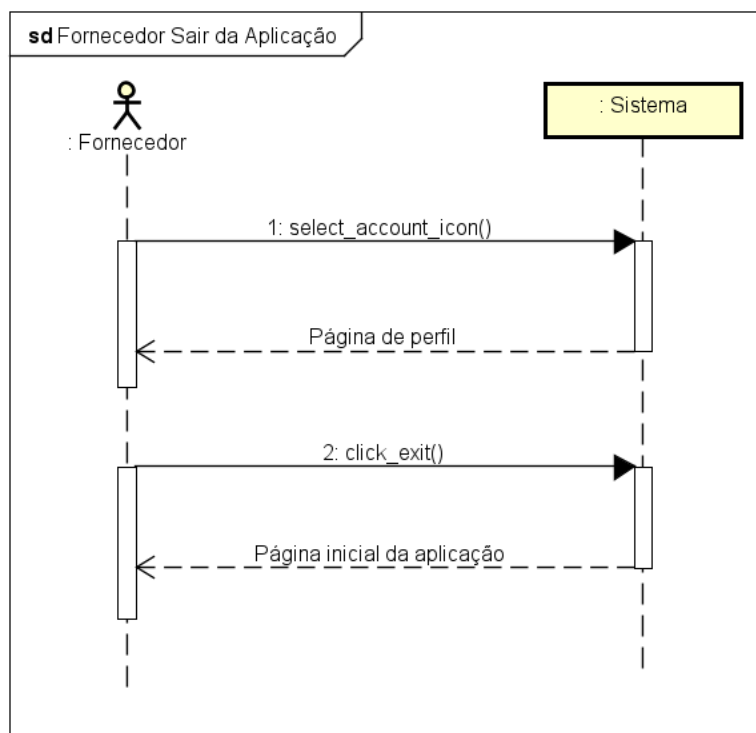 sd Fornecedor Sair da Aplicação
: Fornecedor
: Sistema
1: select_account_icon()
Página de perfil
2: click_exit()
Página inicial da aplicação